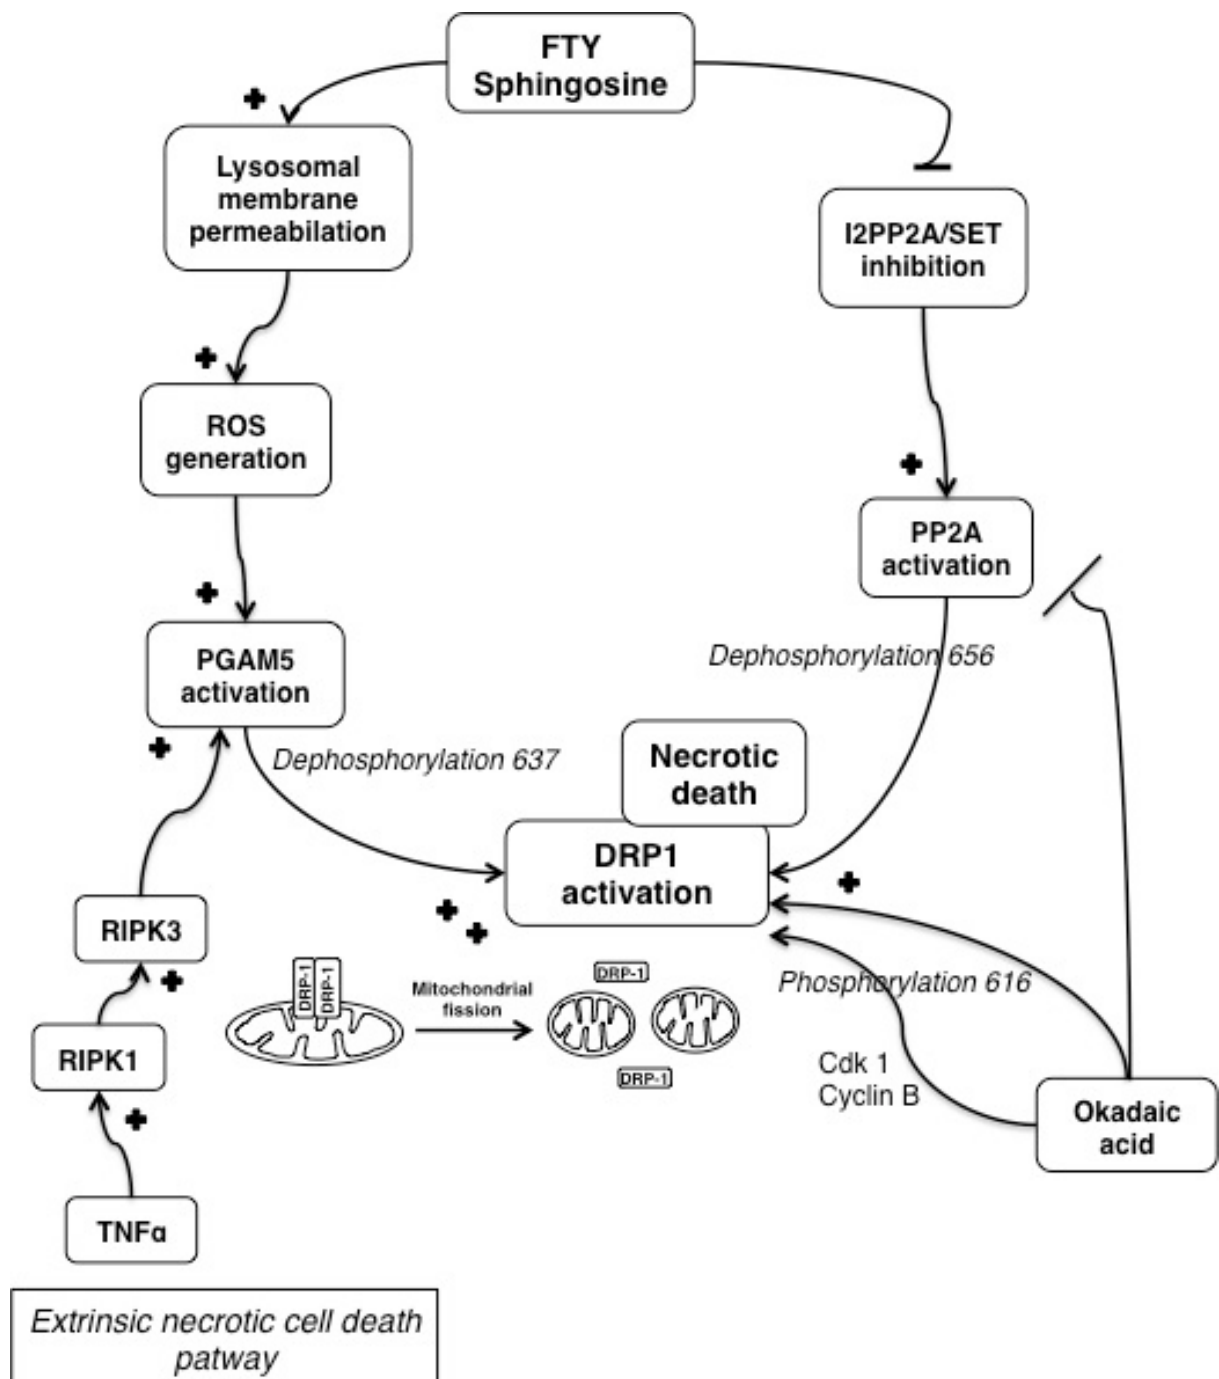 FTY
Sphingosine
Lysosomal
membrane
permeabilation
I2PP2A/SET
inhibition
ROS
generation
PP2A
activation
PGAM5
activation
Dephosphorylation 656
Dephosphorylation 637
Necrotic
death
DRP1
activation
RIPK3
DRP-1
DRP-1
Mitochondrial
fission
DRP-1
DRP-1
Phosphorylation 616
RIPK1
Cdk 1
Cyclin B
Okadaic
acid
TNFα
Extrinsic necrotic cell death
patway